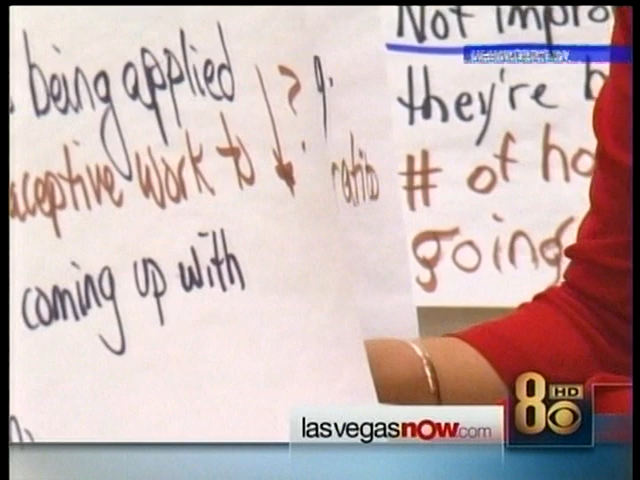 being applied
?
aceptive work to
coming up with
ratio
Not impro
they're b
# of ho
going
lasvegasnow.com
8 HD